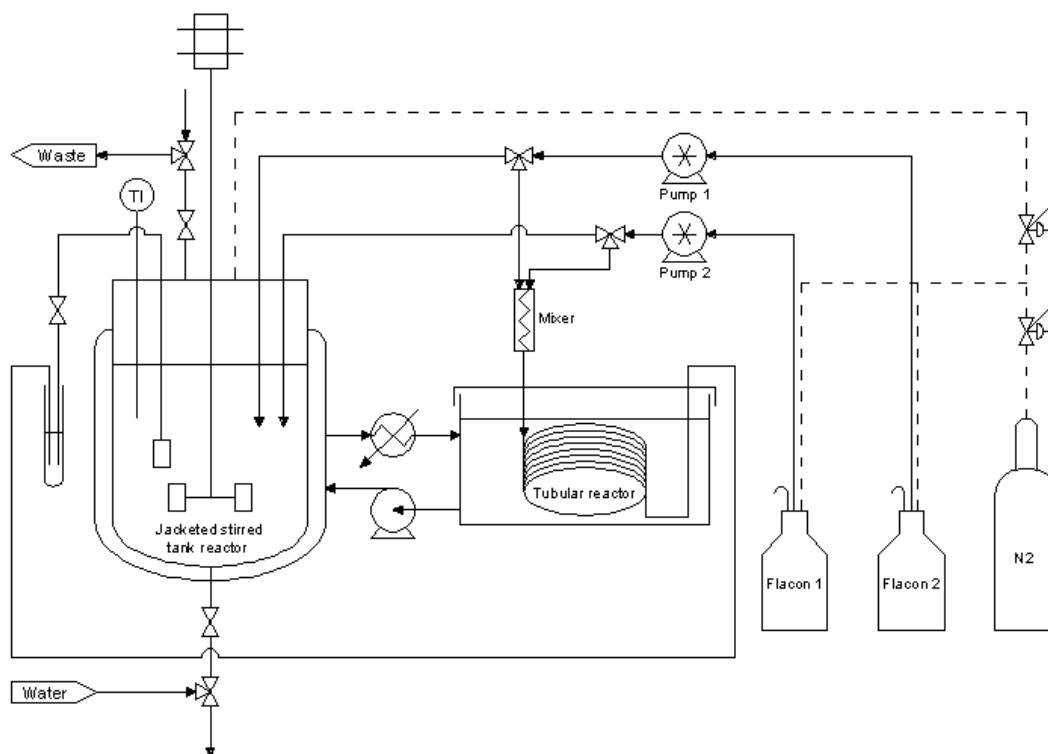 Waste
TI
Pump 1
Pump 2
Mixer
Tubular reactor
Jacketed stirred
tank reactor
Flacon 1
Flacon 2
N2
Water